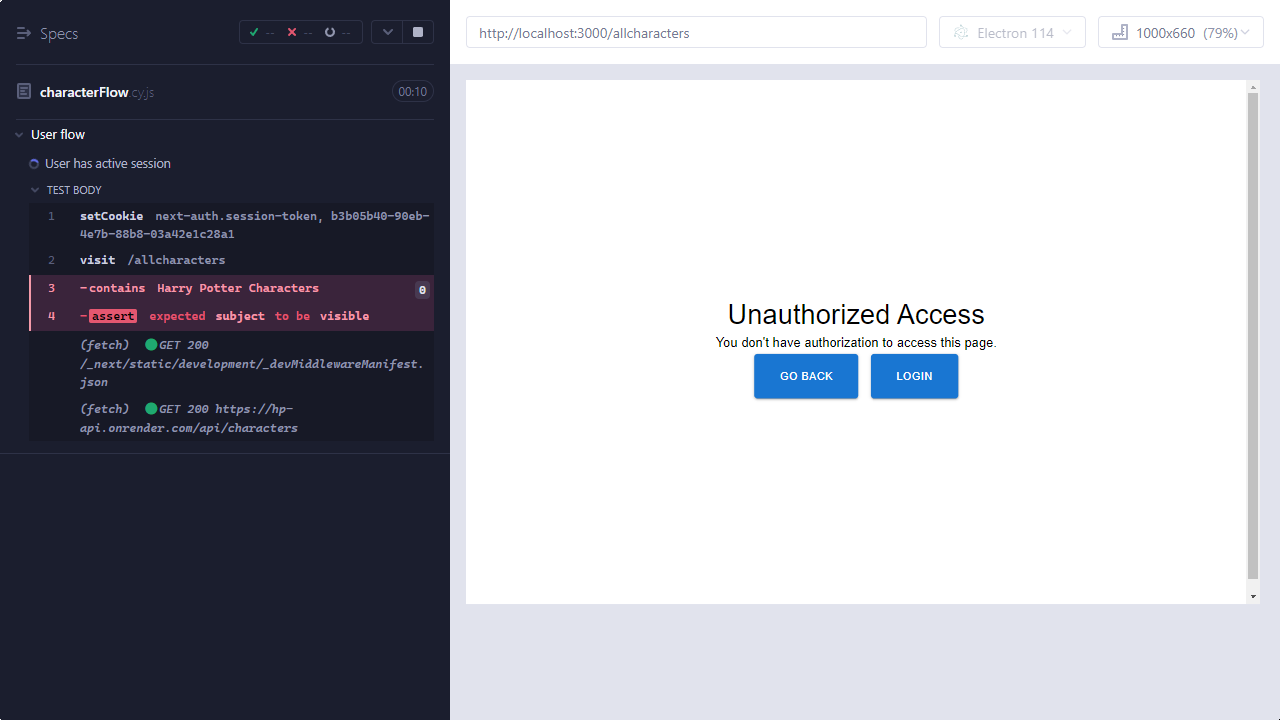 Specs
-- -- --
characterFlow.cy.js
00:10
User flow
User has active session
TEST BODY
1 setCookie next-auth.session-token, b3b05b40-90eb-
4e7b-88b8-03a42e1c28a1
2 visit /allcharacters
3 -contains Harry Potter Characters 0
4 -assert expected subject to be visible
(fetch) GET 200
/_next/static/development/_devMiddlewareManifest.
json
(fetch) GET 200 https://hp-
api.onrender.com/api/characters
http://localhost:3000/allcharacters
Electron 114
1000x660 (79%)
Unauthorized Access
You don't have authorization to access this page.
GO BACK
LOGIN